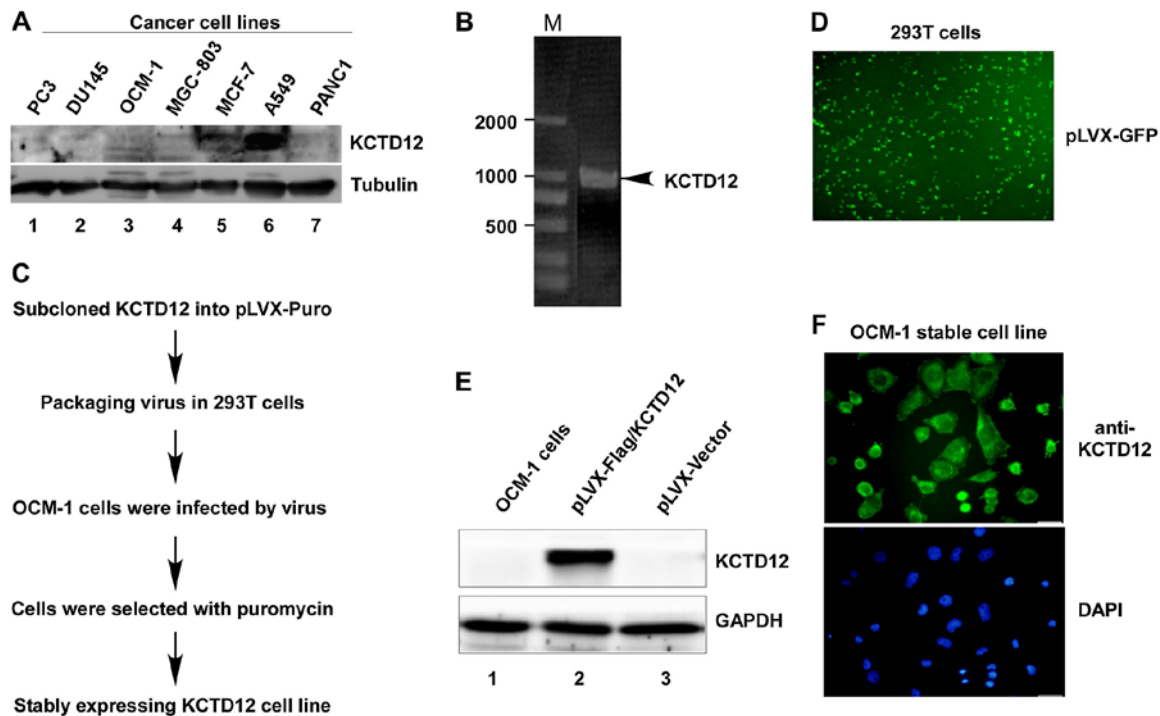 A
Cancer cell lines
PC3
DU145
OCM-1
MGC-803
MCF-7
A549
PANC1
KCTD12
Tubulin
1 2 3 4 5 6 7
B
M
2000
1000
500
KCTD12
C
Subcloned KCTD12 into pLVX-Puro
Packaging virus in 293T cells
OCM-1 cells were infected by virus
Cells were selected with puromycin
Stably expressing KCTD12 cell line
D
293T cells
pLVX-GFP
E
OCM-1 cells
pLVX-Flag/KCTD12
pLVX-Vector
KCTD12
GAPDH
1 2 3
F
OCM-1 stable cell line
anti-
KCTD12
DAPI